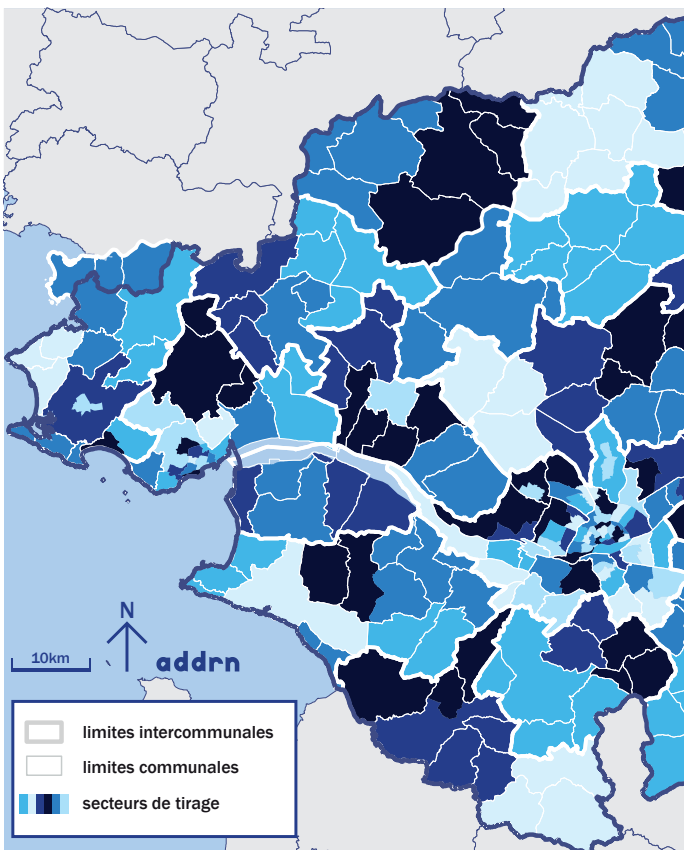 N
10km
addrn
limites intercommunales
limites communales
secteurs de tirage